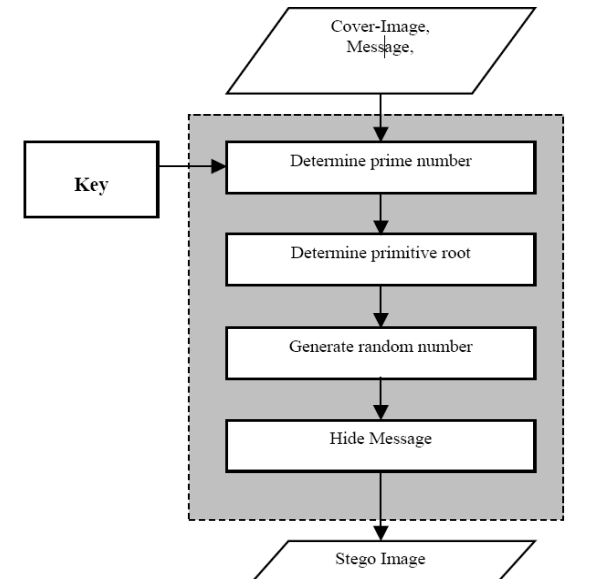 Cover-Image,
Message,
Determine prime number
Key
Determine primitive root
Generate random number
Hide Message
Stego Image